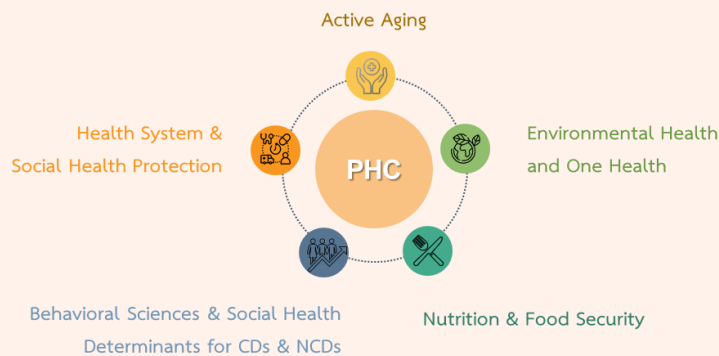 Active Aging
Health System &
Social Health Protection
Environmental Health
and One Health
PHC
Behavioral Sciences & Social Health
Determinants for CDs & NCDs
Nutrition & Food Security